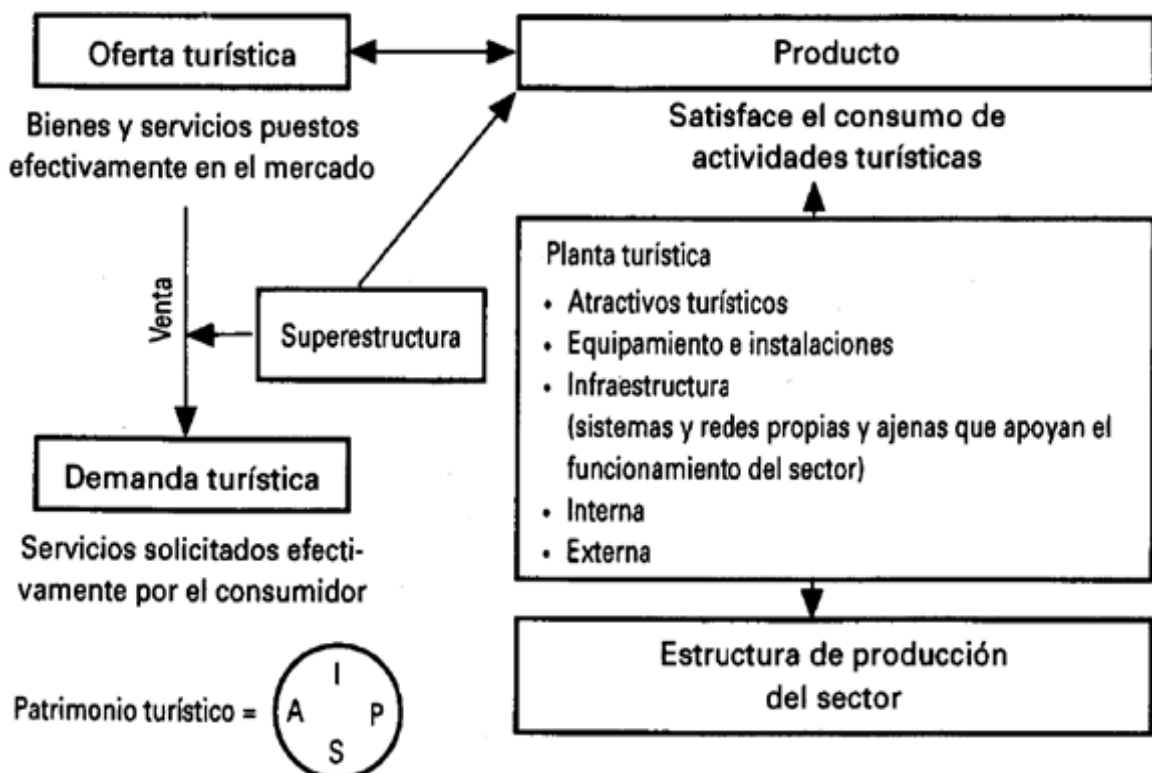 Oferta turística
Bienes y servicios puestos
efectivamente en el mercado
Venta
Superestructura
Demanda turística
Servicios solicitados efecti-
vamente por el consumidor
Patrimonio turístico =
I
A P
S
Producto
Satisface el consumo de
actividades turísticas
Planta turística
• Atractivos turísticos
• Equipamiento e instalaciones
• Infraestructura
(sistemas y redes propias y ajenas que apoyan el
funcionamiento del sector)
• Interna
• Externa
Estructura de producción
del sector